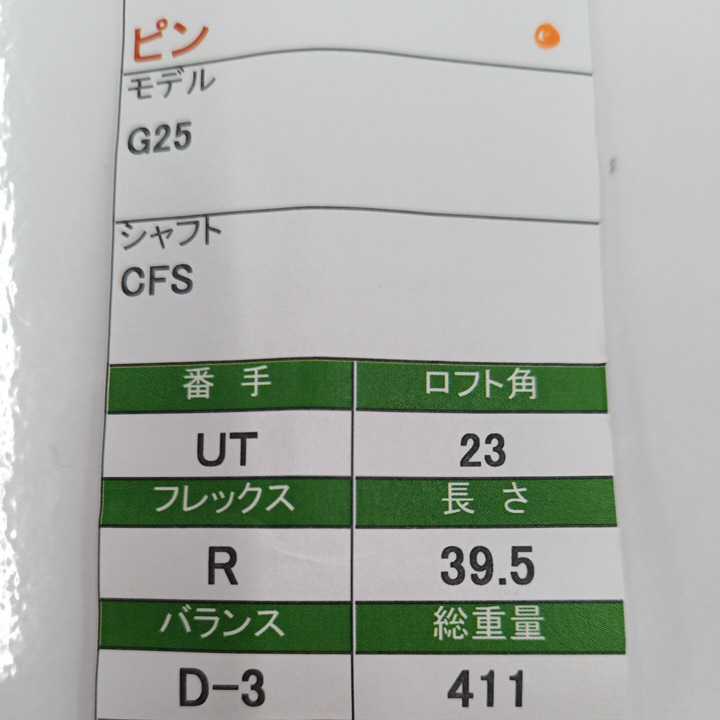 ピン
モデル
G25
シャフト
CFS
番 手 ロフト角
UT 23
フレックス 長 さ
R 39.5
バランス 総重量
D-3 411